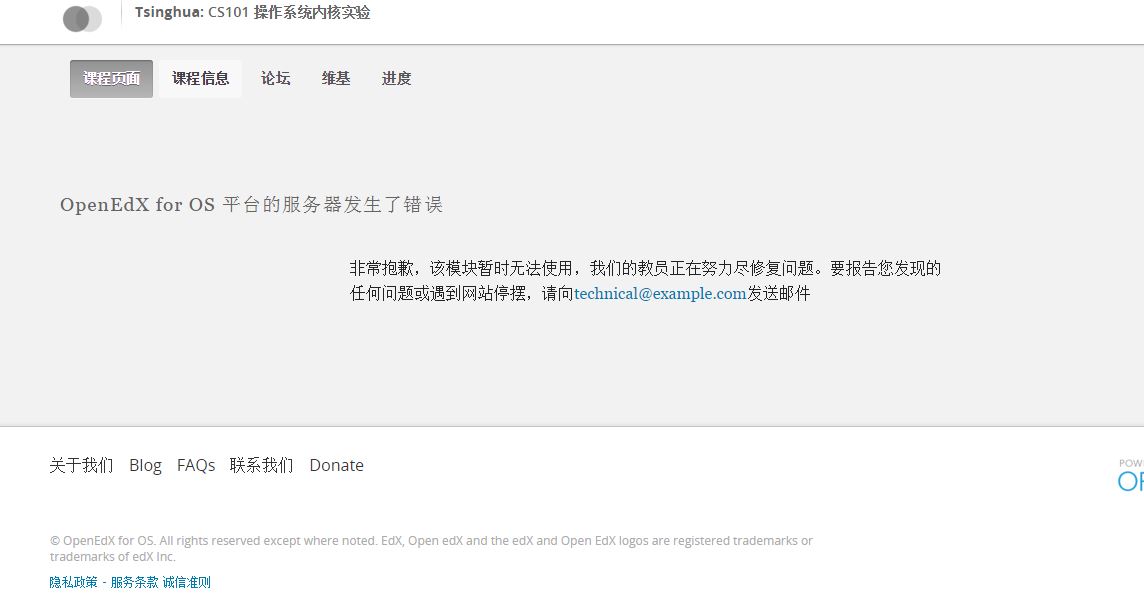 Tsinghua: CS101 操作系统内核实验
课程页面 课程信息 论坛 维基 进度
OpenEdX for OS 平台的服务器发生了错误
非常抱歉，该模块暂时无法使用，我们的教员正在努力尽修复问题。要报告您发现的
任何问题或遇到网站停摆，请向technical@example.com发送邮件
关于我们 Blog FAQs 联系我们 Donate
POW
OP
© OpenEdX for OS. All rights reserved except where noted. EdX, Open edX and the edX and Open EdX logos are registered trademarks or
trademarks of edX Inc.
隐私政策 - 服务条款 诚信准则